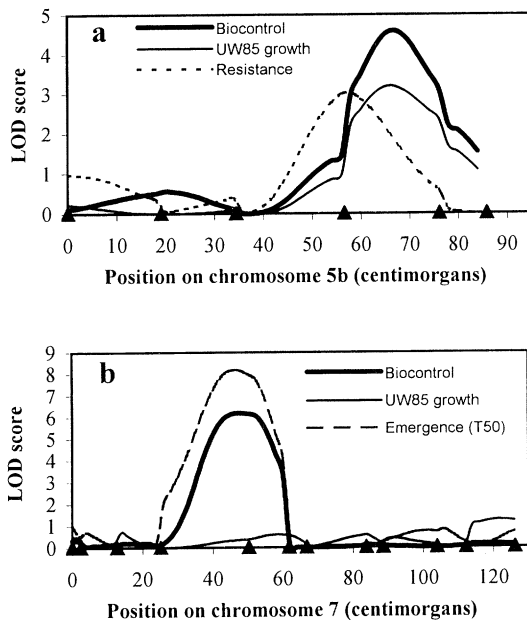 a
Biocontrol
UW85 growth
Resistance
LOD score
5
4
3
2
1
0
0 10 20 30 40 50 60 70 80 90
Position on chromosome 5b (centimorgans)
b
Biocontrol
UW85 growth
Emergence (T50)
LOD score
9
8
7
6
5
4
3
2
1
0
0 20 40 60 80 100 120
Position on chromosome 7 (centimorgans)